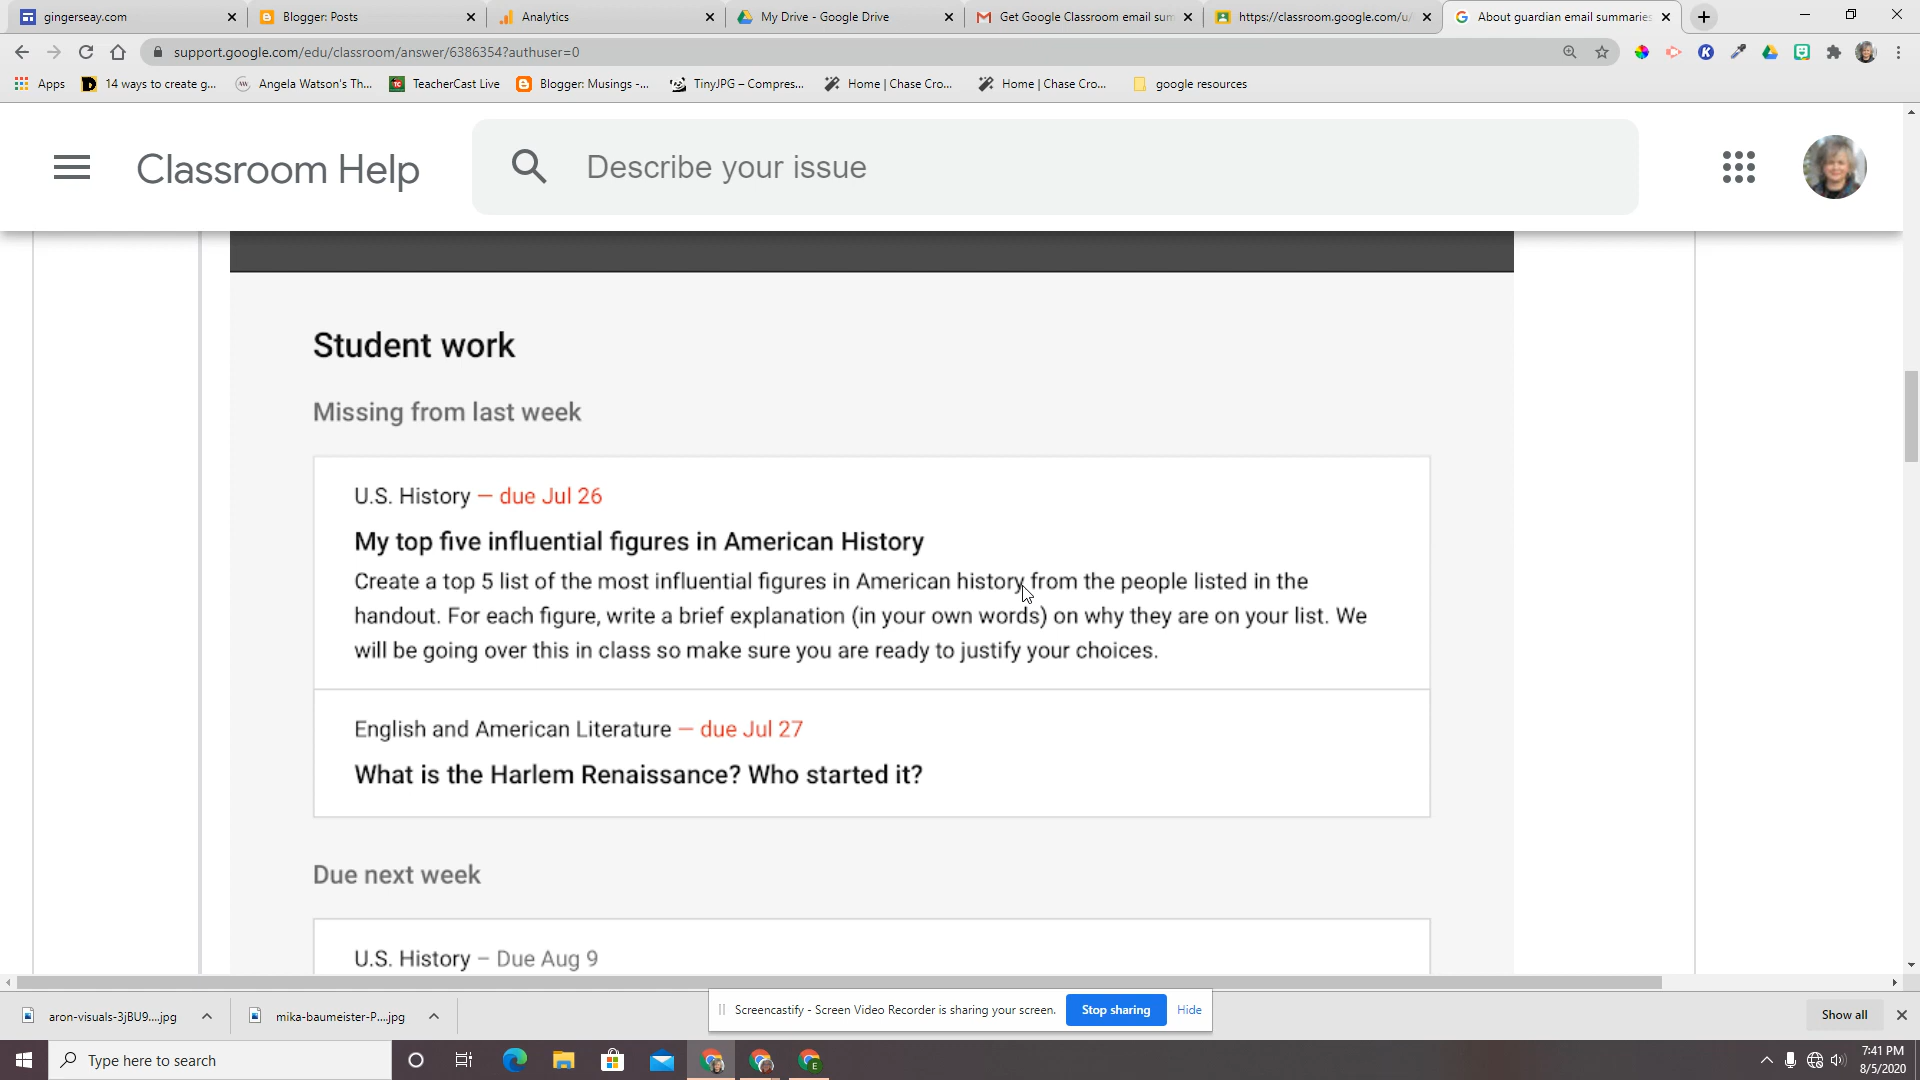 gingerseay.com
Blogger: Posts
Analytics
My Drive - Google Drive
Get Google Classroom email sum
https://classroom.google.com/u/
About guardian email summaries
support.google.com/edu/classroom/answer/6386354?authuser=0
Apps
14 ways to create g...
Angela Watson's Th...
TeacherCast Live
Blogger: Musings -...
TinyJPG – Compres...
Home | Chase Cro...
Home | Chase Cro...
google resources
Classroom Help
Describe your issue
Student work
Missing from last week
U.S. History — due Jul 26
My top five influential figures in American History
Create a top 5 list of the most influential figures in American history from the people listed in the
handout. For each figure, write a brief explanation (in your own words) on why they are on your list. We
will be going over this in class so make sure you are ready to justify your choices.
English and American Literature — due Jul 27
What is the Harlem Renaissance? Who started it?
Due next week
U.S. History – Due Aug 9
aron-visuals-3jBU9....jpg
mika-baumeister-P....jpg
Screencastify - Screen Video Recorder is sharing your screen.
Stop sharing
Hide
Show all
Type here to search
7:41 PM
8/5/2020